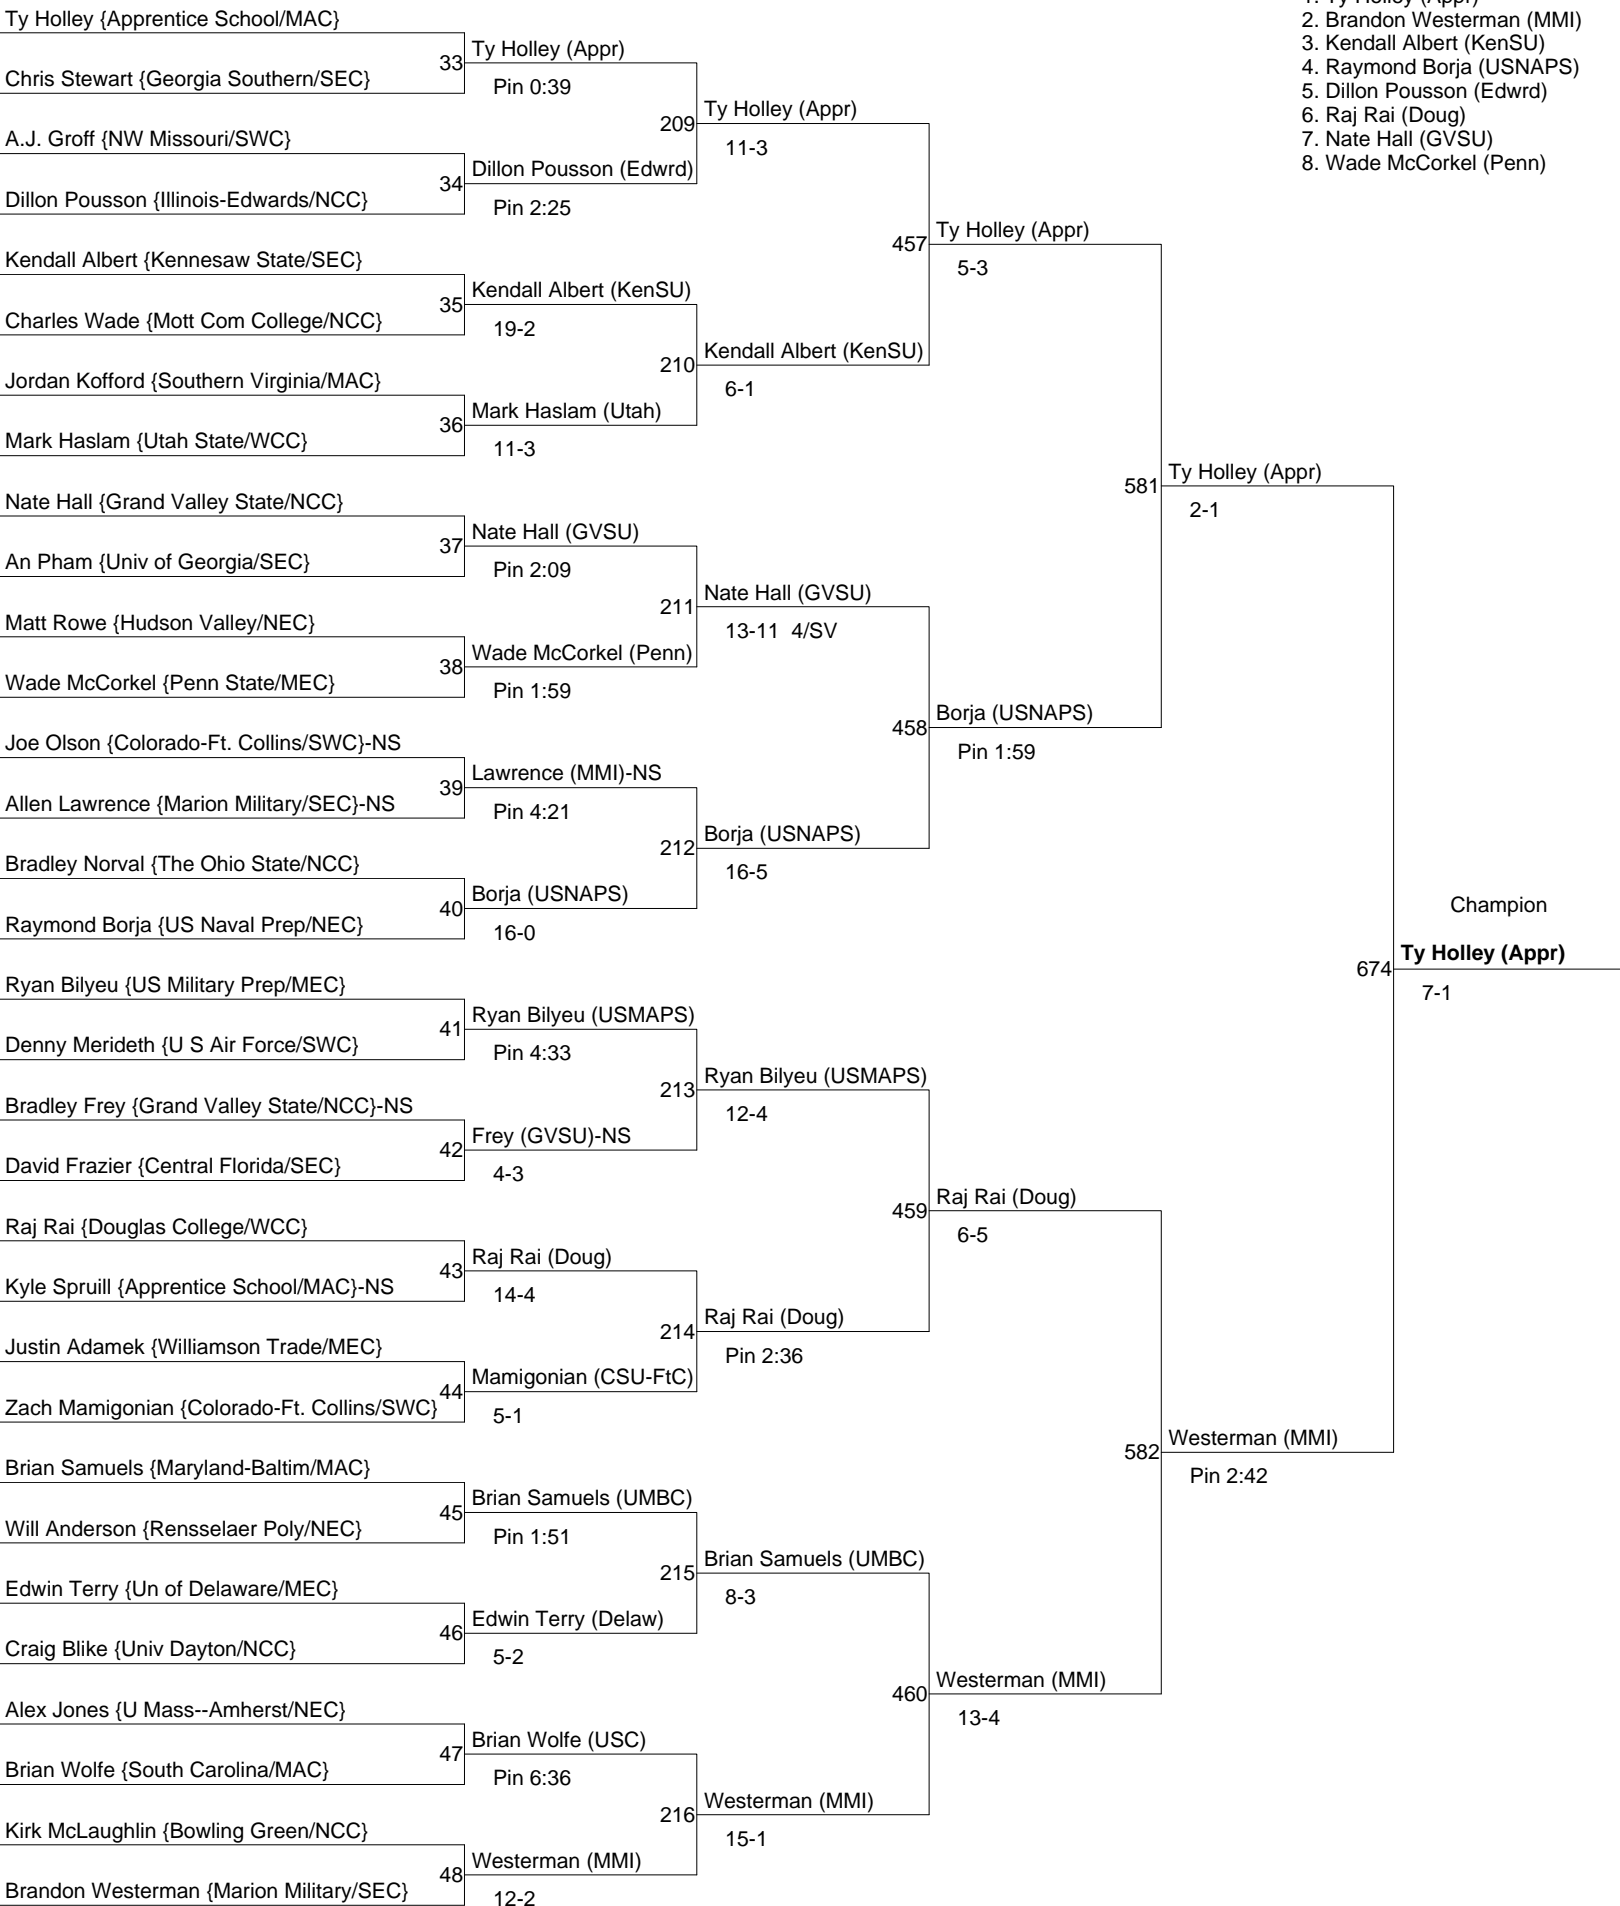 1. Ty Holley (Appr)
2. Brandon Westerman (MMI)
3. Kendall Albert (KenSU)
4. Raymond Borja (USNAPS)
5. Dillon Pousson (Edwrd)
6. Raj Rai (Doug)
7. Nate Hall (GVSU)
8. Wade McCorkel (Penn)
Ty Holley {Apprentice School/MAC}
Chris Stewart {Georgia Southern/SEC}
A.J. Groff {NW Missouri/SWC}
Dillon Pousson {Illinois-Edwards/NCC}
Kendall Albert {Kennesaw State/SEC}
Charles Wade {Mott Com College/NCC}
Jordan Kofford {Southern Virginia/MAC}
Mark Haslam {Utah State/WCC}
Nate Hall {Grand Valley State/NCC}
An Pham {Univ of Georgia/SEC}
Matt Rowe {Hudson Valley/NEC}
Wade McCorkel {Penn State/MEC}
Joe Olson {Colorado-Ft. Collins/SWC}-NS
Allen Lawrence {Marion Military/SEC}-NS
Bradley Norval {The Ohio State/NCC}
Raymond Borja {US Naval Prep/NEC}
Ryan Bilyeu {US Military Prep/MEC}
Denny Merideth {U S Air Force/SWC}
Bradley Frey {Grand Valley State/NCC}-NS
David Frazier {Central Florida/SEC}
Raj Rai {Douglas College/WCC}
Kyle Spruill {Apprentice School/MAC}-NS
Justin Adamek {Williamson Trade/MEC}
Zach Mamigonian {Colorado-Ft. Collins/SWC}
Brian Samuels {Maryland-Baltim/MAC}
Will Anderson {Rensselaer Poly/NEC}
Edwin Terry {Un of Delaware/MEC}
Craig Blike {Univ Dayton/NCC}
Alex Jones {U Mass--Amherst/NEC}
Brian Wolfe {South Carolina/MAC}
Kirk McLaughlin {Bowling Green/NCC}
Brandon Westerman {Marion Military/SEC}
33 Ty Holley (Appr)
Pin 0:39
34 Dillon Pousson (Edwrd)
Pin 2:25
35 Kendall Albert (KenSU)
19-2
36 Mark Haslam (Utah)
11-3
37 Nate Hall (GVSU)
Pin 2:09
38 Wade McCorkel (Penn)
Pin 1:59
39 Lawrence (MMI)-NS
Pin 4:21
40 Borja (USNAPS)
16-0
41 Ryan Bilyeu (USMAPS)
Pin 4:33
42 Frey (GVSU)-NS
4-3
43 Raj Rai (Doug)
14-4
44 Mamigonian (CSU-FtC)
5-1
45 Brian Samuels (UMBC)
Pin 1:51
46 Edwin Terry (Delaw)
5-2
47 Brian Wolfe (USC)
Pin 6:36
48 Westerman (MMI)
12-2
209 Ty Holley (Appr)
11-3
210 Kendall Albert (KenSU)
6-1
211 Nate Hall (GVSU)
13-11 4/SV
212 Borja (USNAPS)
16-5
213 Ryan Bilyeu (USMAPS)
12-4
214 Raj Rai (Doug)
Pin 2:36
215 Brian Samuels (UMBC)
8-3
216 Westerman (MMI)
15-1
457 Ty Holley (Appr)
5-3
458 Borja (USNAPS)
Pin 1:59
459 Raj Rai (Doug)
6-5
460 Westerman (MMI)
13-4
581 Ty Holley (Appr)
2-1
582 Westerman (MMI)
Pin 2:42
Champion
674 Ty Holley (Appr)
7-1